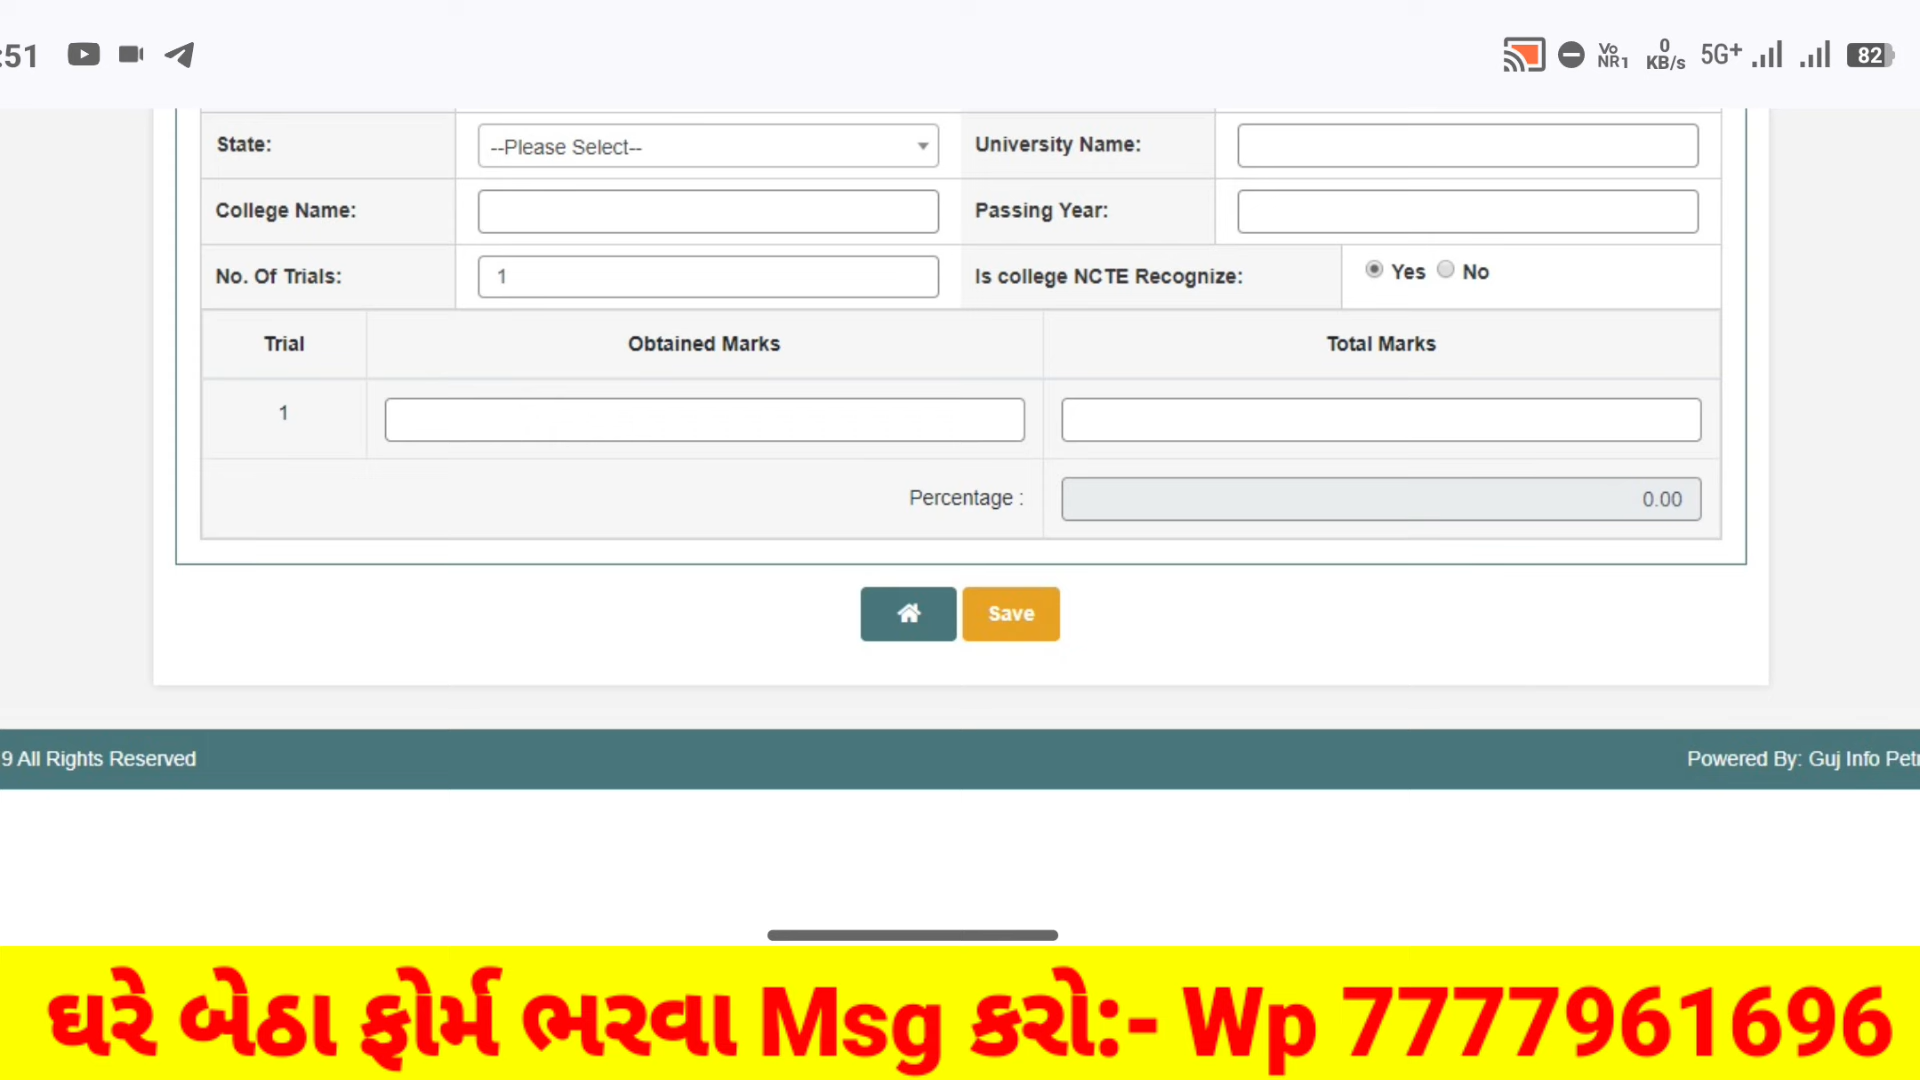 :51 Vo NR1 0 KB/s 5G+ 82
State: --Please Select-- University Name:
College Name: Passing Year:
No. Of Trials: 1 Is college NCTE Recognize: Yes No
Trial Obtained Marks Total Marks
1
Percentage : 0.00
Save
9 All Rights Reserved Powered By: Guj Info Petr
ઘરે બેઠા ફોર્મ ભરવા Msg કરો:- Wp 7777961696